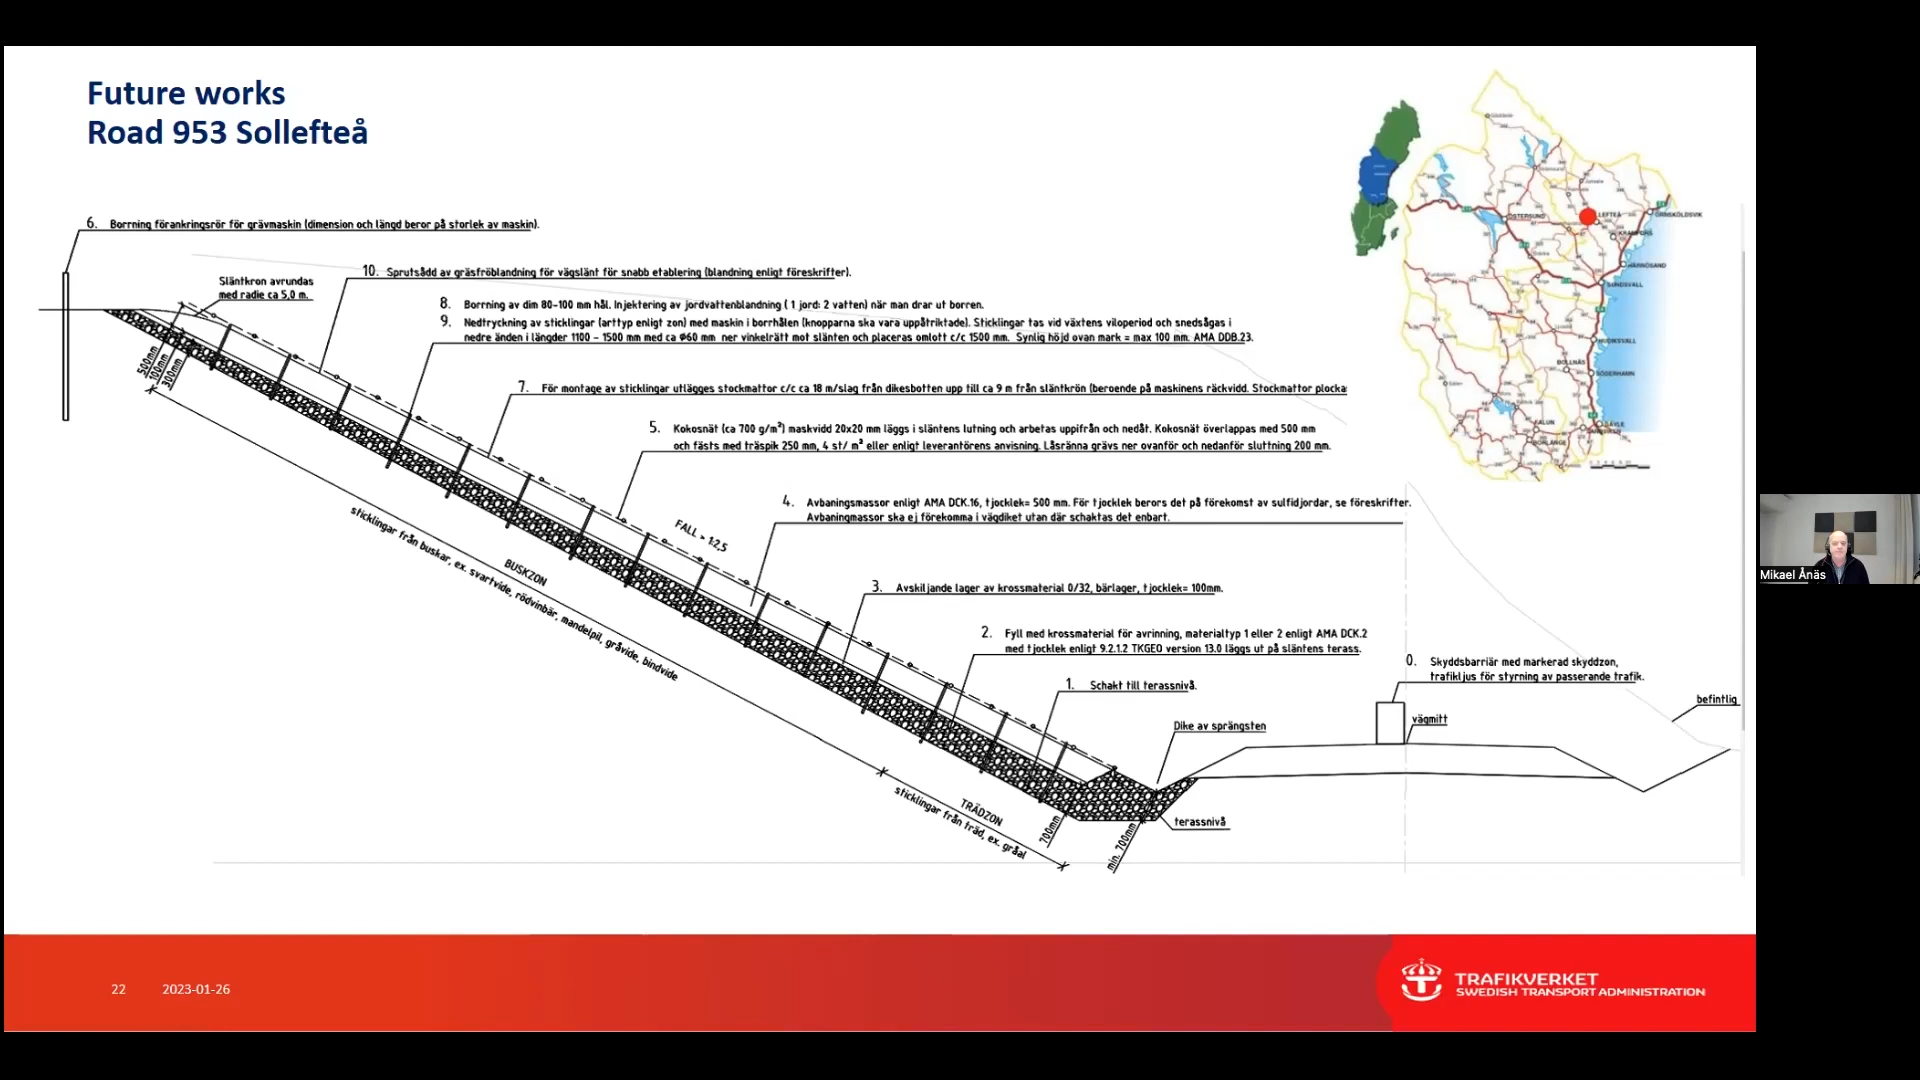 Future works
Road 953 Sollefteå
6. Borrning förankringsrör för grävmaskin (dimension och längd beror på storlek av maskin).
10. Sprutsådd av gräsfröblandning för vägslänt för snabb etablering (blandning enligt föreskrifter).
Släntkron avrundas
med radie ca 5,0 m.
8. Borrning av dim 80-100 mm hål. Injektering av jordvattenblandning ( 1 jord: 2 vatten) när man drar ut borren.
9. Nedtryckning av sticklingar (arttyp enligt zon) med maskin i borrhålen (knopparna ska vara uppåtriktade). Sticklingar tas vid växtens viloperiod och snedsågas i
nedre änden i längder 1100 - 1500 mm med ca φ60 mm ner vinkelrätt mot slänten och placeras omlott c/c 1500 mm. Synlig höjd ovan mark = max 100 mm. AMA DDB.23.
500mm
100mm
300mm
7. För montage av sticklingar utlägges stockmattor c/c ca 18 m/slag från dikesbotten upp till ca 9 m från släntkrön (beroende på maskinens räckvidd. Stockmattor plocka
5. Kokosnät (ca 700 g/m²) maskvidd 20x20 mm läggs i släntens lutning och arbetas uppifrån och nedåt. Kokosnät överlappas med 500 mm
och fästs med träspik 250 mm, 4 st/ m² eller enligt leverantörens anvisning. Låsränna grävs ner ovanför och nedanför sluttning 200 mm.
4. Avbaningsmassor enligt AMA DCK.16, tjocklek= 500 mm. För tjocklek berors det på förekomst av sulfidjordar, se föreskrifter.
Avbaningmassor ska ej förekomma i vägdiket utan där schaktas det enbart.
FALL > 1:2,5
BUSKZON
sticklingar från buskar, ex. svartvide, rödvinbär, mandelpil, gråvide, bindvide
3. Avskiljande lager av krossmaterial 0/32, bärlager, tjocklek= 100mm.
2. Fyll med krossmaterial för avrinning, materialtyp 1 eller 2 enligt AMA DCK.2
med tjocklek enligt 9.2.1.2 TKGEO version 13.0 läggs ut på släntens terass.
1. Schakt till terassnivå.
0. Skyddsbarriär med markerad skyddzon,
trafikljus för styrning av passerande trafik.
befintlig
vägmitt
Dike av sprängsten
TRÄDZON
sticklingar från träd, ex. gråal
700mm
min. 700mm
terassnivå
ÖSTERSUND
LEFTEÅ
ÖRNSKÖLDSVIK
KRAMFORS
HÄRNÖSAND
SUNDSVALL
HUDIKSVALL
BOLLNÄS
SÖDERHAMN
FALUN
BORLÄNGE
GÄVLE
Mikael Ånäs
22 2023-01-26
TRAFIKVERKET
SWEDISH TRANSPORT ADMINISTRATION